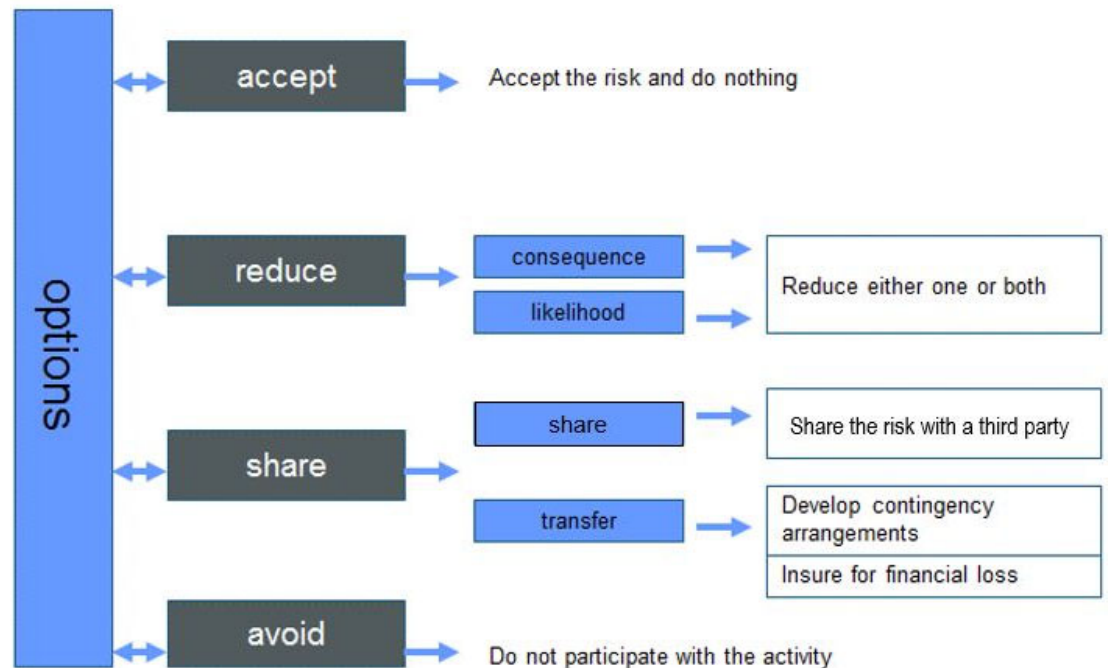 options
accept
Accept the risk and do nothing
reduce
consequence
likelihood
Reduce either one or both
share
share
Share the risk with a third party
transfer
Develop contingency
arrangements
Insure for financial loss
avoid
Do not participate with the activity